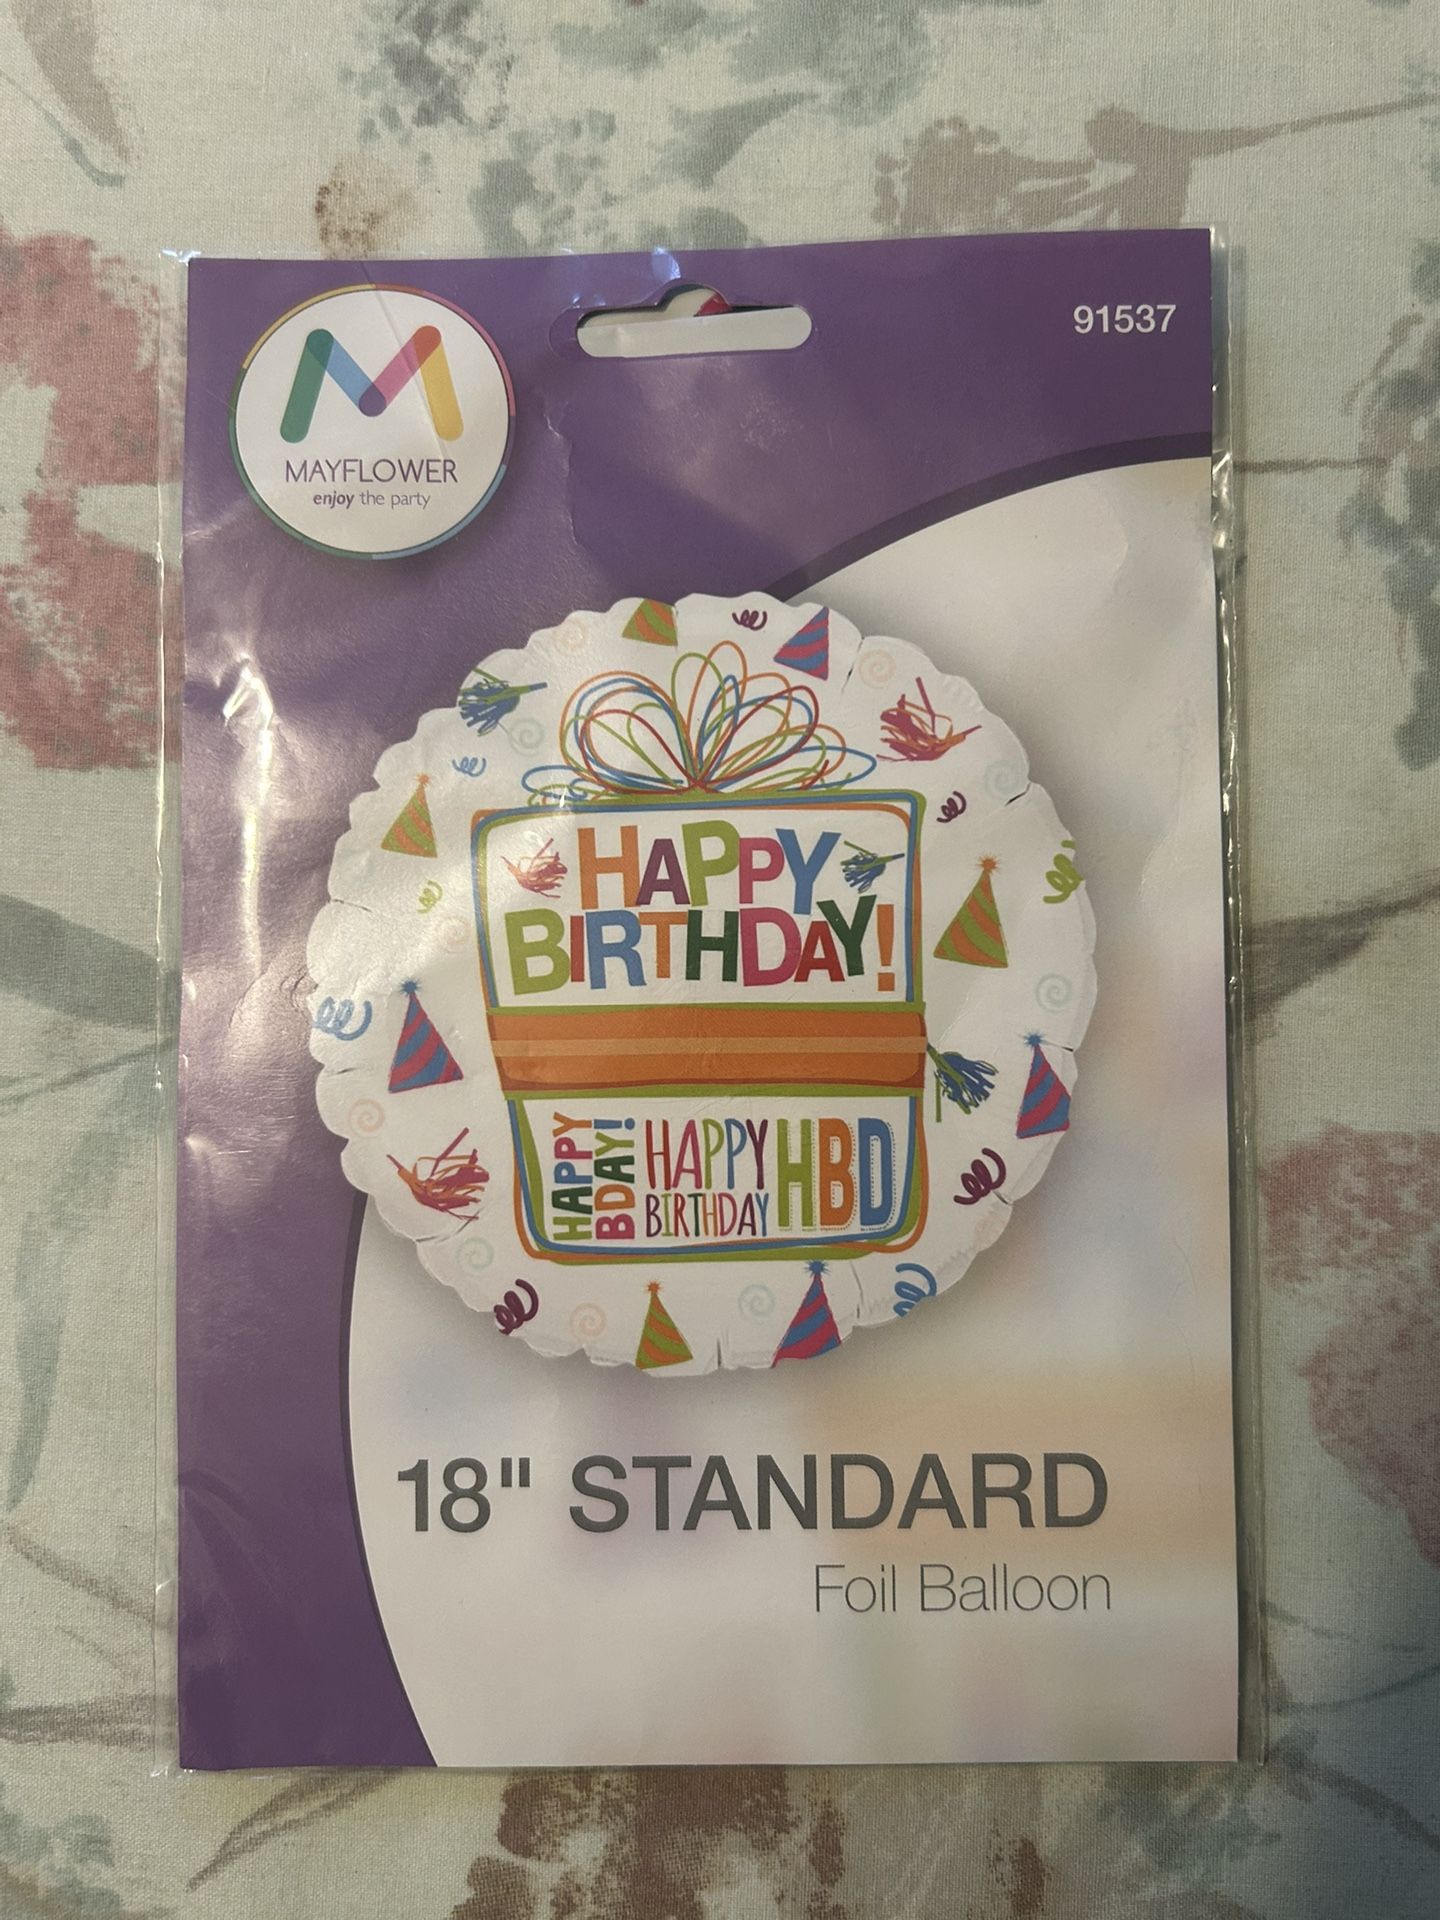 91537
MAYFLOWER
enjoy the party
HAPPY
BIRTHDAY!
HAPPY
BDAY!
HAPPY
BIRTHDAY
HBD
18" STANDARD
Foil Balloon